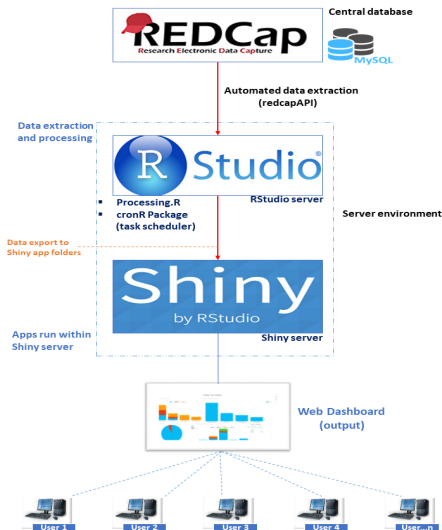 REDCap
Research Electronic Data Capture
Central database
MySQL
Automated data extraction
(redcapAPI)
Data extraction
and processing
R Studio
▪ Processing.R
▪ cronR Package
(task scheduler)
RStudio server
Server environment
Data export to
Shiny app folders
Shiny
by RStudio
Apps run within
Shiny server
Shiny server
Web Dashboard
(output)
User 1
User 2
User 3
User 4
User...n